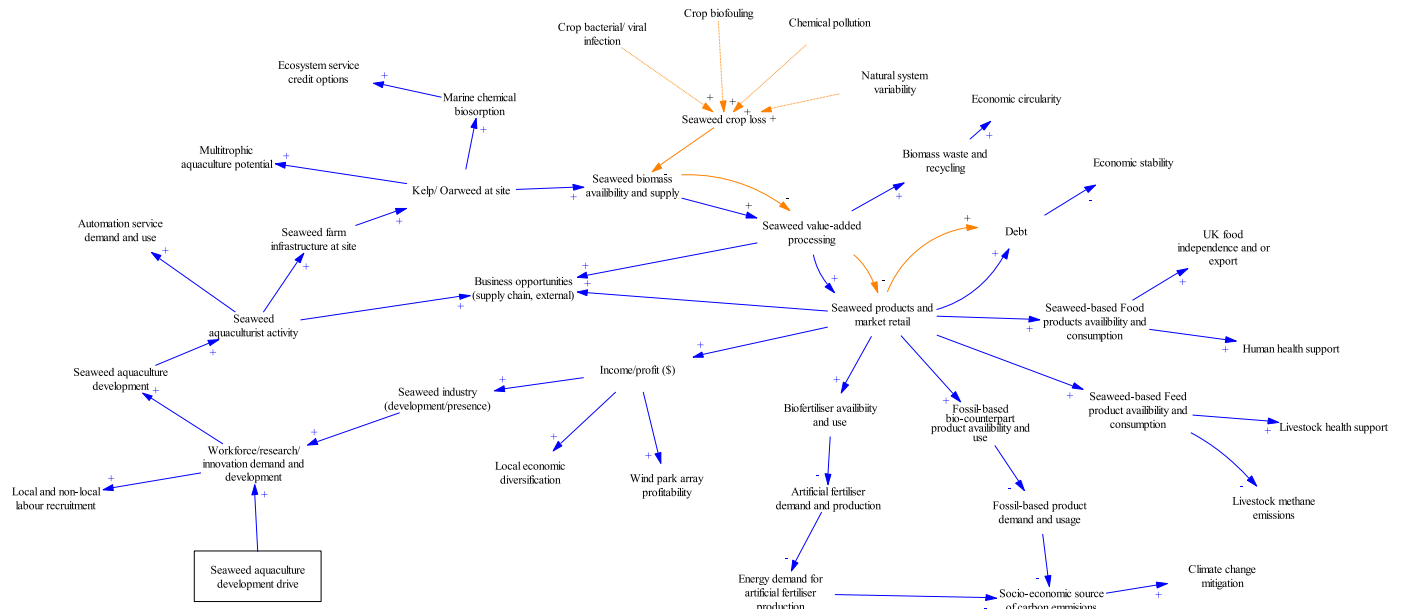 Crop biofouling
Crop bacterial/ viral
infection
Chemical pollution
Ecosystem service
credit options
Natural system
variability
Marine chemical
biosorption
Economic circularity
Seaweed crop loss
Multitrophic
aquaculture potential
Biomass waste and
recycling
Economic stability
Kelp/ Oarweed at site
Seaweed biomass
availibility and supply
Automation service
demand and use
Seaweed farm
infrastructure at site
Seaweed value-added
processing
Debt
UK food
independence and or
export
Business opportunities
(supply chain, external)
Seaweed
aquaculturist activity
Seaweed products and
market retail
Seaweed-based Food
products availibility and
consumption
Human health support
Seaweed aquaculture
development
Income/profit ($)
Seaweed industry
(development/presence)
Biofertiliser availibiity
and use
Fossil-based
bio-counterpart
product availibility and
use
Seaweed-based Feed
product availibility and
consumption
Livestock health support
Workforce/research/
innovation demand and
development
Local economic
diversification
Wind park array
profitability
Local and non-local
labour recruitment
Artificial fertiliser
demand and production
Fossil-based product
demand and usage
Livestock methane
emissions
Seaweed aquaculture
development drive
Energy demand for
artificial fertiliser
production
Socio-economic source
of carbon emmisions
Climate change
mitigation